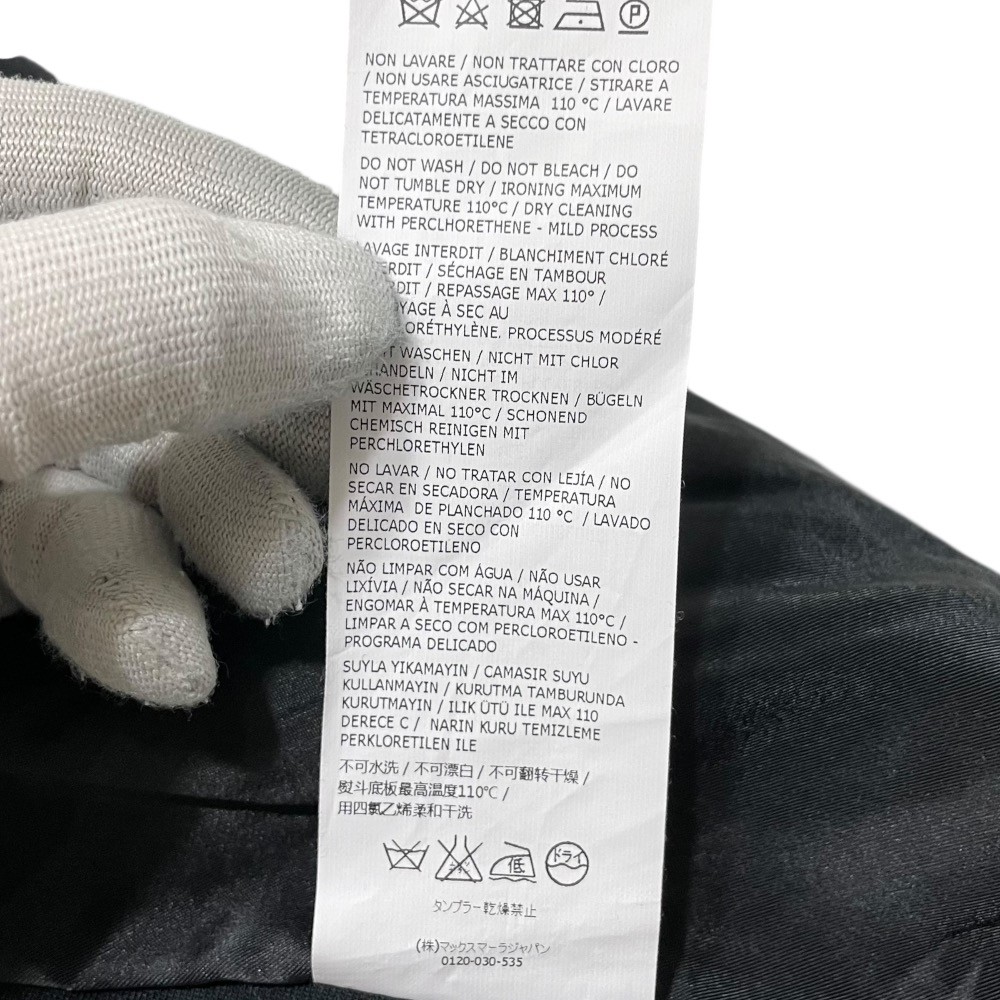 P
NON LAVARE / NON TRATTARE CON CLORO
/ NON USARE ASCIUGATRICE / STIRARE A
TEMPERATURA MASSIMA 110 °C / LAVARE
DELICATAMENTE A SECCO CON
TETRACLOROETILENE
DO NOT WASH / DO NOT BLEACH / DO
NOT TUMBLE DRY / IRONING MAXIMUM
TEMPERATURE 110°C / DRY CLEANING
WITH PERCLHORETHENE - MILD PROCESS
INTERDIT / BLANCHIMENT CHLORÉ
/ SÉCHAGE EN TAMBOUR
/ REPASSAGE MAX 110° /
À SEC AU
PROCESSUS MODÉRÉ
WASCHEN / NICHT MIT CHLOR
/ NICHT IM
WÄSCHETROCKNER TROCKNEN / BÜGELN
MIT MAXIMAL 110°C / SCHONEND
CHEMISCH REINIGEN MIT
PERCHLORETHYLEN
NO LAVAR / NO TRATAR CON LEJÍA / NO
SECAR EN SECADORA / TEMPERATURA
MÁXIMA DE PLANCHADO 110 °C / LAVADO
DELICADO EN SECO CON
PERCLOROETILENO
NÃO LIMPAR COM ÁGUA / NÃO USAR
LIXÍVIA / NÃO SECAR NA MÁQUINA /
ENGOMAR À TEMPERATURA MAX 110°C /
LIMPAR A SECO COM PERCLOROETILENO -
PROGRAMA DELICADO
SUYLA YIKAMAYIN / CAMASIR SUYU
KULLANMAYIN / KURUTMA TAMBURUNDA
KURUTMAYIN / ILIK ÜTÜ ILE MAX 110
DERECE C / NARIN KURU TEMIZLEME
PERKLORETILEN ILE
不可水洗 / 不可漂白 / 不可翻转干燥 /
熨斗底板最高温度110℃ /
用四氯乙烯柔和干洗
低 ドライ
タンブラー乾燥禁止
(株)マックスマーラジャパン
0120-030-535